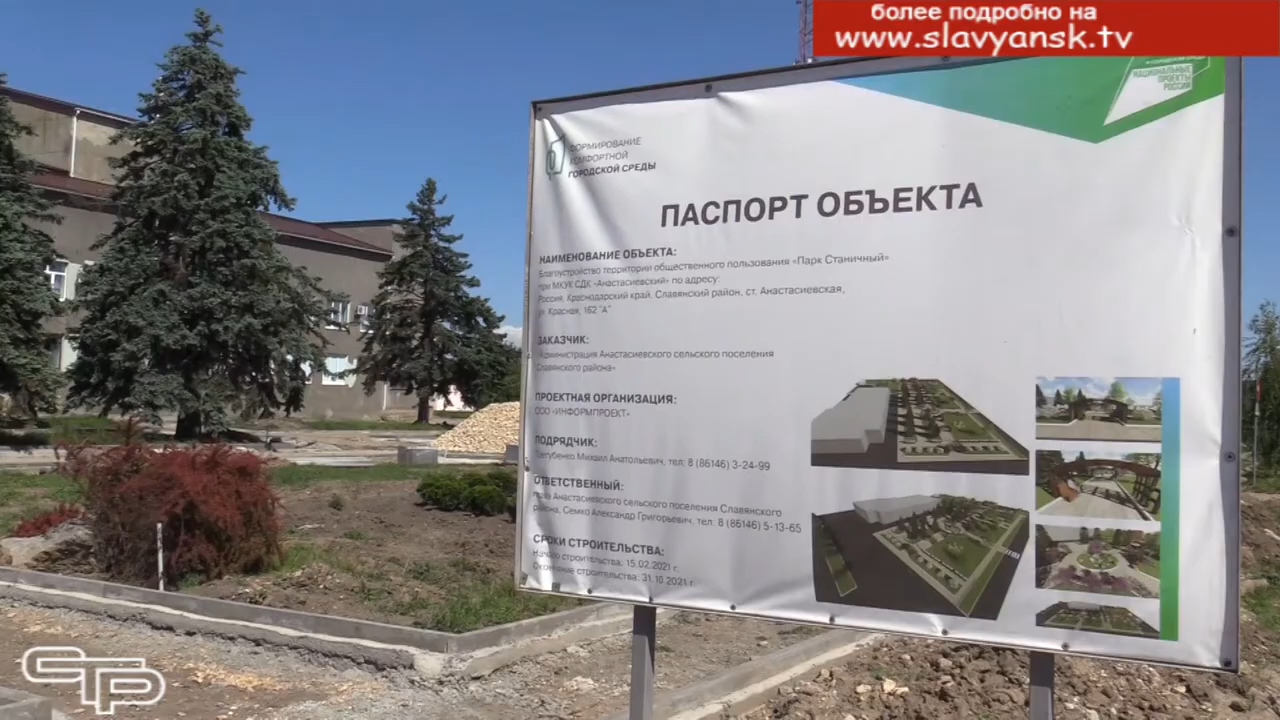 более подробно на
www.slavyansk.tv
НАЦИОНАЛЬНЫЕ
ПРОЕКТЫ
РОССИИ
ФОРМИРОВАНИЕ
КОМФОРТНОЙ
ГОРОДСКОЙ СРЕДЫ
ПАСПОРТ ОБЪЕКТА
НАИМЕНОВАНИЕ ОБЪЕКТА:
Благоустройство территории общественного пользования «Парк Станичный»
при МКУК СДК «Анастасиевский» по адресу:
Россия, Краснодарский край, Славянский район, ст. Анастасиевская,
ул. Красная, 162 "А"
ЗАКАЗЧИК:
«Администрация Анастасиевского сельского поселения
Славянского района»
ПРОЕКТНАЯ ОРГАНИЗАЦИЯ:
ООО «ИНФОРМПРОЕКТ»
ПОДРЯДЧИК:
Михаил Анатольевич, тел: 8 (86146) 3-24-99
ОТВЕТСТВЕННЫЙ:
глава Анастасиевского сельского поселения Славянского
района, Семко Александр Григорьевич, тел: 8 (86146) 5-13-65
СРОКИ СТРОИТЕЛЬСТВА:
Начало строительства: 15.02.2021 г.
Окончание строительства: 31.10.2021 г.
СТР